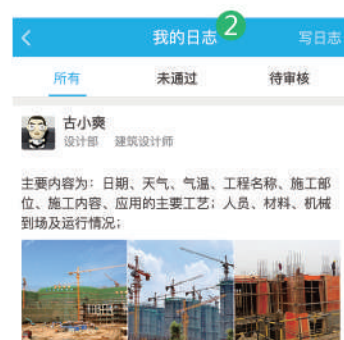 我的日志 2 写日志
所有 未通过 待审核
古小奭
设计部 建筑设计师
主要内容为：日期、天气、气温、工程名称、施工部
位、施工内容、应用的主要工艺；人员、材料、机械
到场及运行情况；